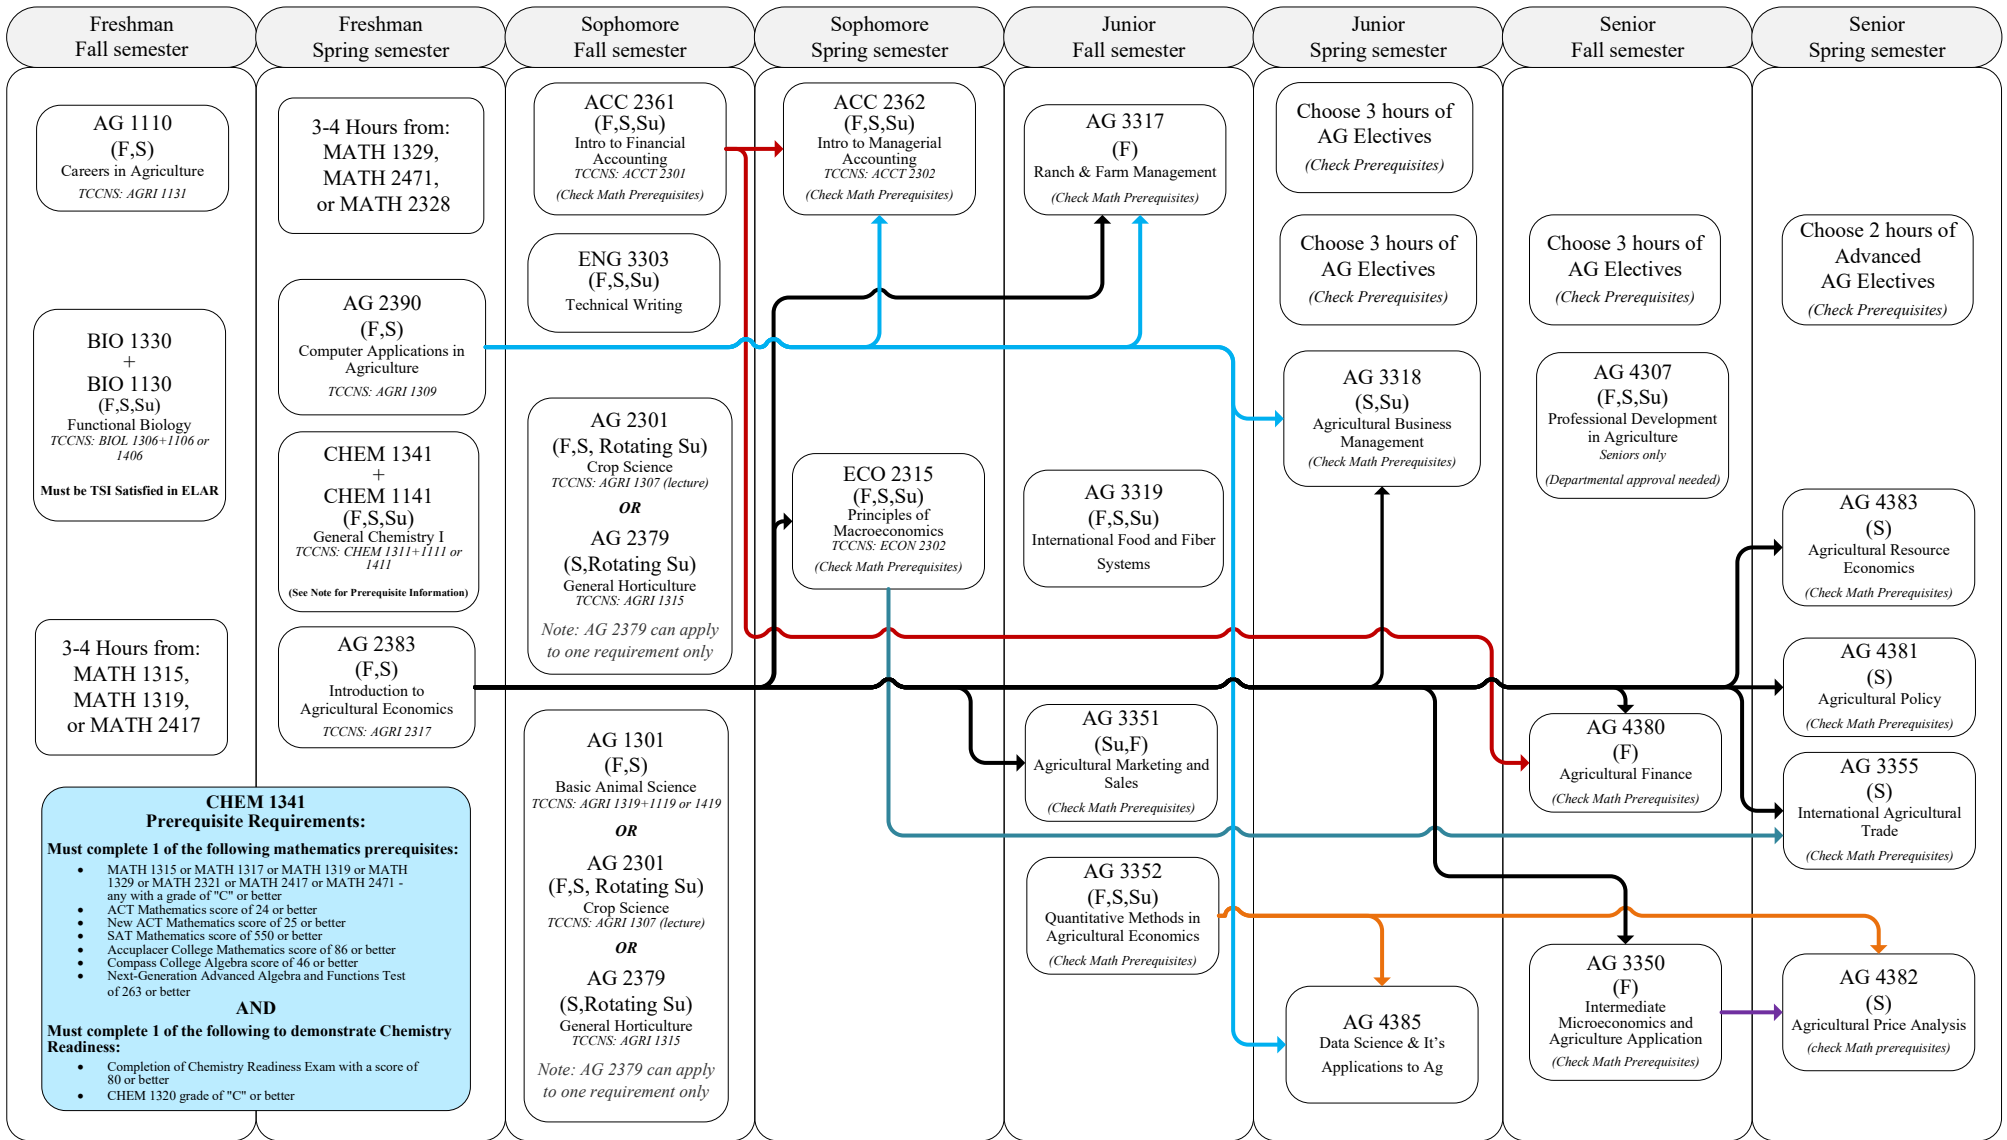 Freshman
Fall semester
Freshman
Spring semester
Sophomore
Fall semester
Sophomore
Spring semester
Junior
Fall semester
Junior
Spring semester
Senior
Fall semester
Senior
Spring semester
AG 1110
(F,S)
Careers in Agriculture
TCCNS: AGRI 1131
BIO 1330
+
BIO 1130
(F,S,Su)
Functional Biology
TCCNS: BIOL 1306+1106 or
1406
Must be TSI Satisfied in ELAR
3-4 Hours from:
MATH 1315,
MATH 1319,
or MATH 2417
3-4 Hours from:
MATH 1329,
MATH 2471,
or MATH 2328
AG 2390
(F,S)
Computer Applications in
Agriculture
TCCNS: AGRI 1309
CHEM 1341
+
CHEM 1141
(F,S,Su)
General Chemistry I
TCCNS: CHEM 1311+1111 or
1411
(See Note for Prerequisite Information)
AG 2383
(F,S)
Introduction to
Agricultural Economics
TCCNS: AGRI 2317
CHEM 1341
Prerequisite Requirements:
Must complete 1 of the following mathematics prerequisites:
• MATH 1315 or MATH 1317 or MATH 1319 or MATH
1329 or MATH 2321 or MATH 2417 or MATH 2471 -
any with a grade of "C" or better
• ACT Mathematics score of 24 or better
• New ACT Mathematics score of 25 or better
• SAT Mathematics score of 550 or better
• Accuplacer College Mathematics score of 86 or better
• Compass College Algebra score of 46 or better
• Next-Generation Advanced Algebra and Functions Test
of 263 or better
AND
Must complete 1 of the following to demonstrate Chemistry
Readiness:
• Completion of Chemistry Readiness Exam with a score of
80 or better
• CHEM 1320 grade of "C" or better
ACC 2361
(F,S,Su)
Intro to Financial
Accounting
TCCNS: ACCT 2301
(Check Math Prerequisites)
ENG 3303
(F,S,Su)
Technical Writing
AG 2301
(F,S, Rotating Su)
Crop Science
TCCNS: AGRI 1307 (lecture)
OR
AG 2379
(S,Rotating Su)
General Horticulture
TCCNS: AGRI 1315
Note: AG 2379 can apply
to one requirement only
AG 1301
(F,S)
Basic Animal Science
TCCNS: AGRI 1319+1119 or 1419
OR
AG 2301
(F,S, Rotating Su)
Crop Science
TCCNS: AGRI 1307 (lecture)
OR
AG 2379
(S,Rotating Su)
General Horticulture
TCCNS: AGRI 1315
Note: AG 2379 can apply
to one requirement only
ACC 2362
(F,S,Su)
Intro to Managerial
Accounting
TCCNS: ACCT 2302
(Check Math Prerequisites)
ECO 2315
(F,S,Su)
Principles of
Macroeconomics
TCCNS: ECON 2302
(Check Math Prerequisites)
AG 3317
(F)
Ranch & Farm Management
(Check Math Prerequisites)
AG 3319
(F,S,Su)
International Food and Fiber
Systems
AG 3351
(Su,F)
Agricultural Marketing and
Sales
(Check Math Prerequisites)
AG 3352
(F,S,Su)
Quantitative Methods in
Agricultural Economics
(Check Math Prerequisites)
Choose 3 hours of
AG Electives
(Check Prerequisites)
Choose 3 hours of
AG Electives
(Check Prerequisites)
AG 3318
(S,Su)
Agricultural Business
Management
(Check Math Prerequisites)
AG 4385
Data Science & It's
Applications to Ag
Choose 3 hours of
AG Electives
(Check Prerequisites)
AG 4307
(F,S,Su)
Professional Development
in Agriculture
Seniors only
(Departmental approval needed)
AG 4380
(F)
Agricultural Finance
(Check Math Prerequisites)
AG 3350
(F)
Intermediate
Microeconomics and
Agriculture Application
(Check Math Prerequisites)
Choose 2 hours of
Advanced
AG Electives
(Check Prerequisites)
AG 4383
(S)
Agricultural Resource
Economics
(Check Math Prerequisites)
AG 4381
(S)
Agricultural Policy
(Check Math Prerequisites)
AG 3355
(S)
International Agricultural
Trade
(Check Math Prerequisites)
AG 4382
(S)
Agricultural Price Analysis
(check Math prerequisites)